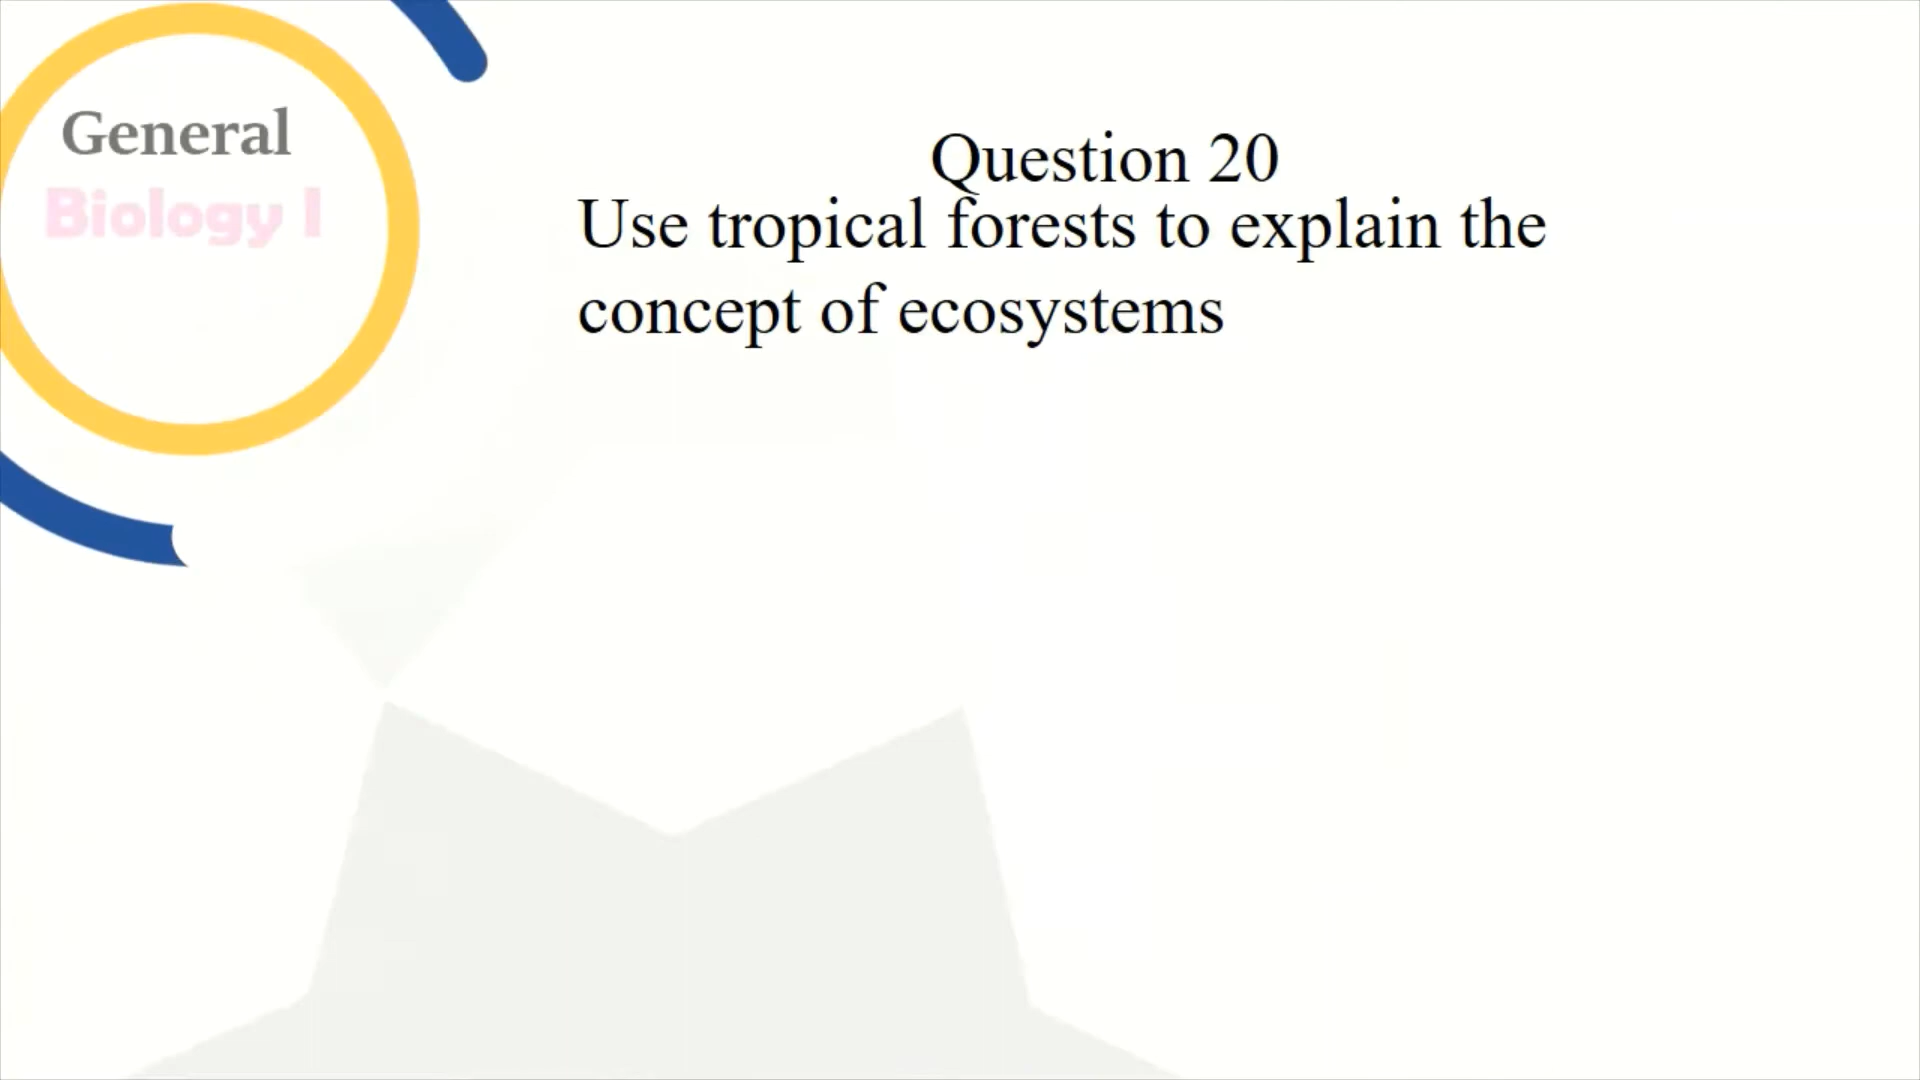 General
Biology I
Question 20
Use tropical forests to explain the
concept of ecosystems